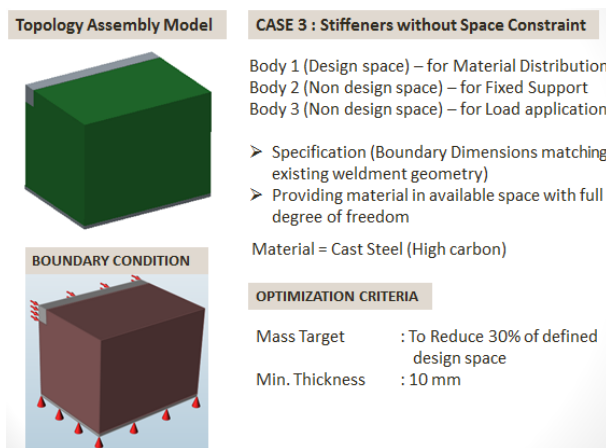 Topology Assembly Model
CASE 3 : Stiffeners without Space Constraint
Body 1 (Design space) – for Material Distribution
Body 2 (Non design space) – for Fixed Support
Body 3 (Non design space) – for Load application
➢ Specification (Boundary Dimensions matching
existing weldment geometry)
➢ Providing material in available space with full
degree of freedom
Material = Cast Steel (High carbon)
BOUNDARY CONDITION
OPTIMIZATION CRITERIA
Mass Target : To Reduce 30% of defined
design space
Min. Thickness : 10 mm